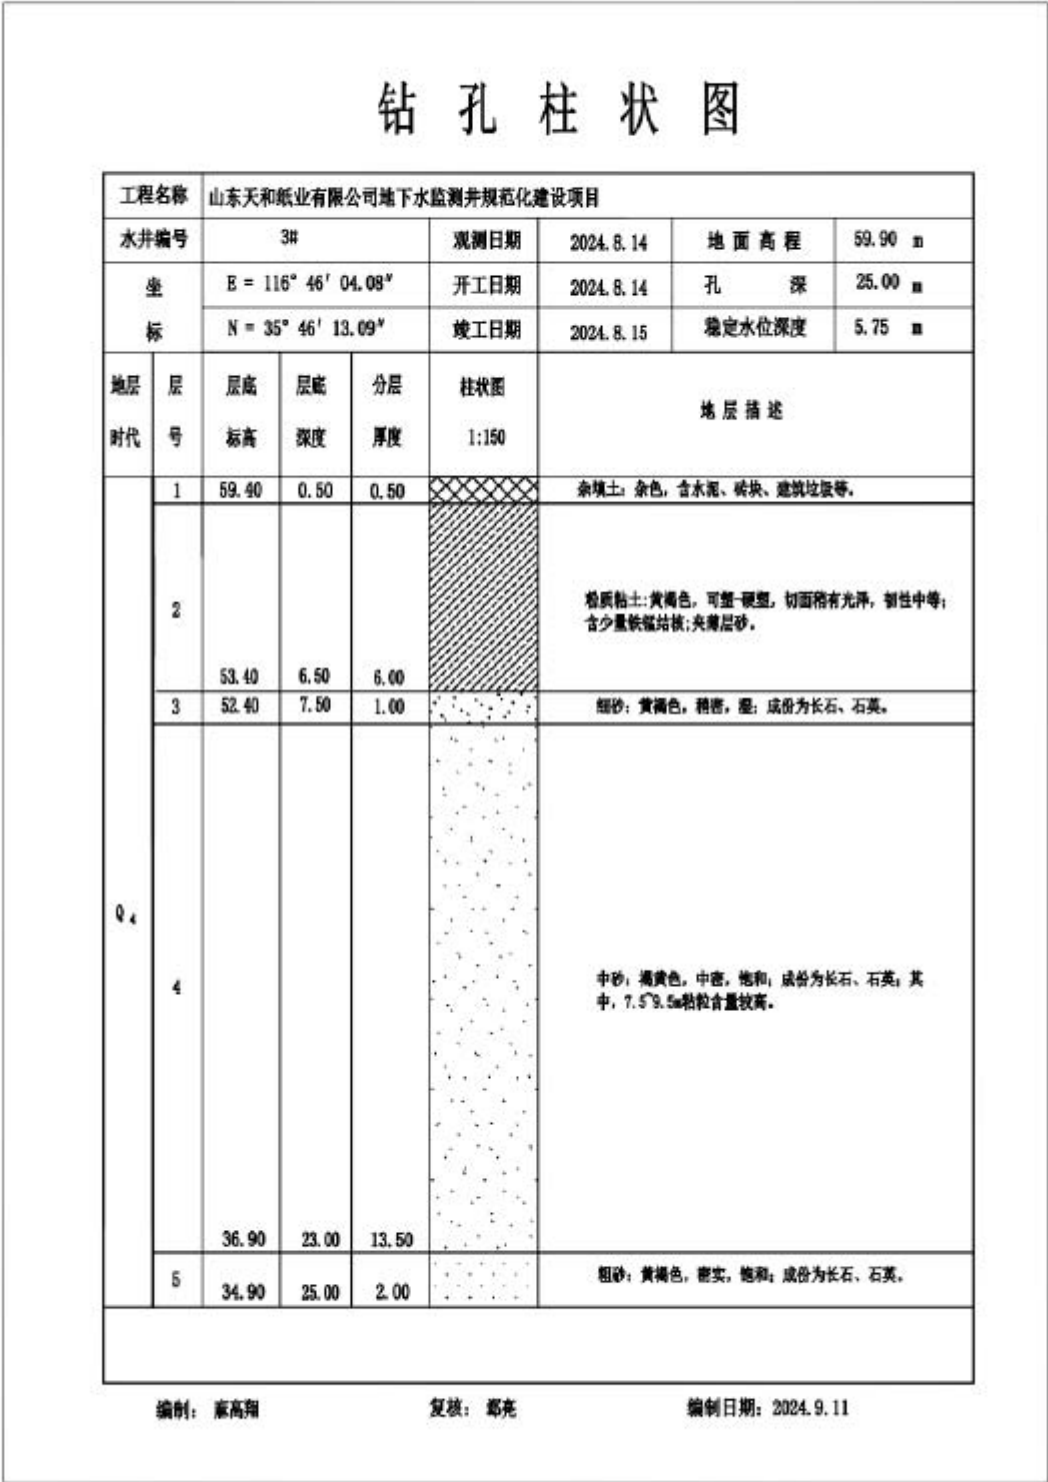 钻孔柱状图
工程名称 山东天和纸业有限公司地下水监测井规范化建设项目
水井编号 3# 观测日期 2024.8.14 地面高程 59.90 m
坐 E = 116° 46′ 04.08″ 开工日期 2024.8.14 孔 深 25.00 m
标 N = 35° 46′ 13.09″ 竣工日期 2024.8.15 稳定水位深度 5.75 m
地层 层 层底 层底 分层 柱状图
地层描述
时代 号 标高 深度 厚度 1:150
1 59.40 0.50 0.50 杂填土：杂色，含水泥、砖块、建筑垃圾等。
粉质粘土:黄褐色，可塑-硬塑，切面稍有光泽，韧性中等;
2 含少量铁锰结核;夹薄层砂。
53.40 6.50 6.00
3 52.40 7.50 1.00 细砂：黄褐色，稍密，湿；成份为长石、石英。
Q4
中砂：褐黄色，中密，饱和；成份为长石、石英；其
4 中，7.5~9.5m粘粒含量较高。
36.90 23.00 13.50
5 粗砂：黄褐色，密实，饱和；成份为长石、石英。
34.90 25.00 2.00
编制： 高翔 复核： 亮 编制日期：2024.9.11